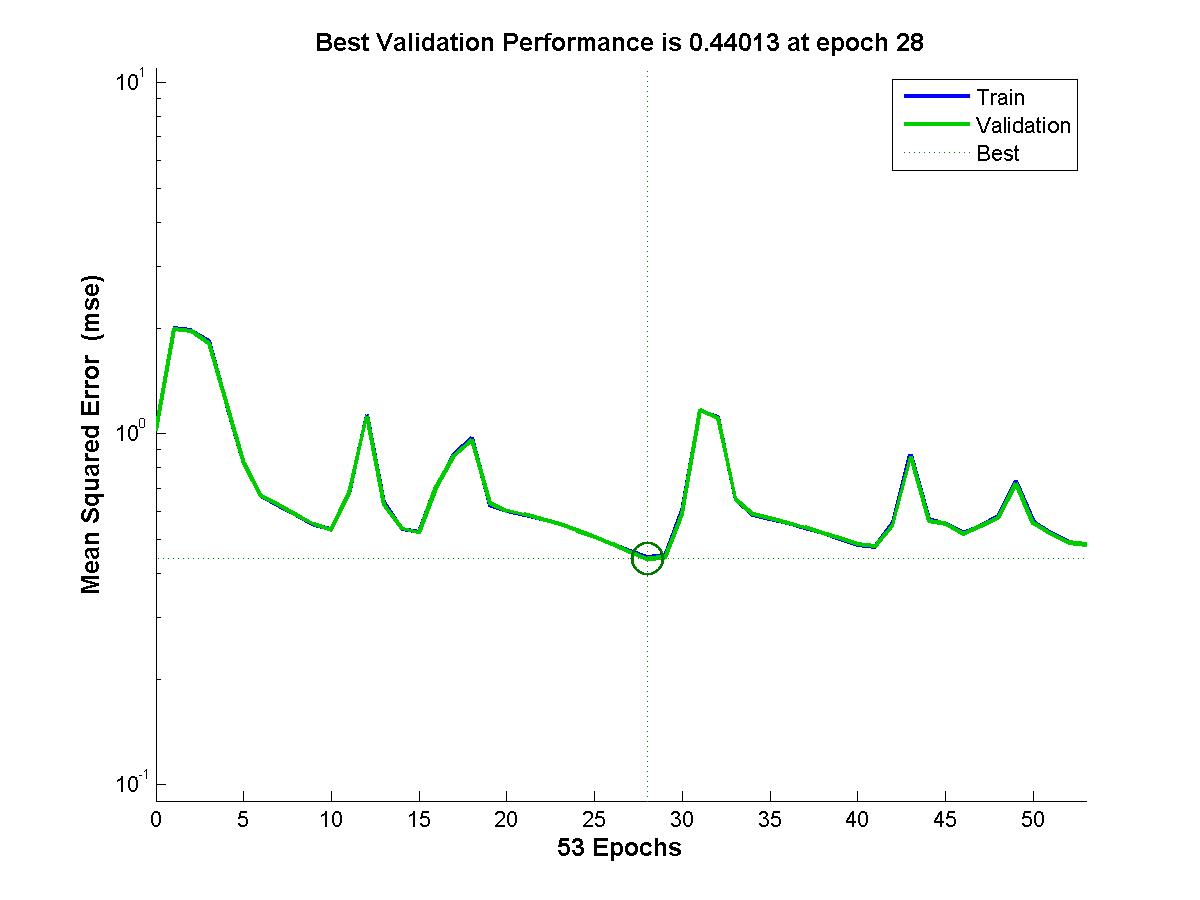 Best Validation Performance is 0.44013 at epoch 28
Train
Validation
Best
Mean Squared Error (mse)
10^1
10^0
10^-1
0 5 10 15 20 25 30 35 40 45 50
53 Epochs